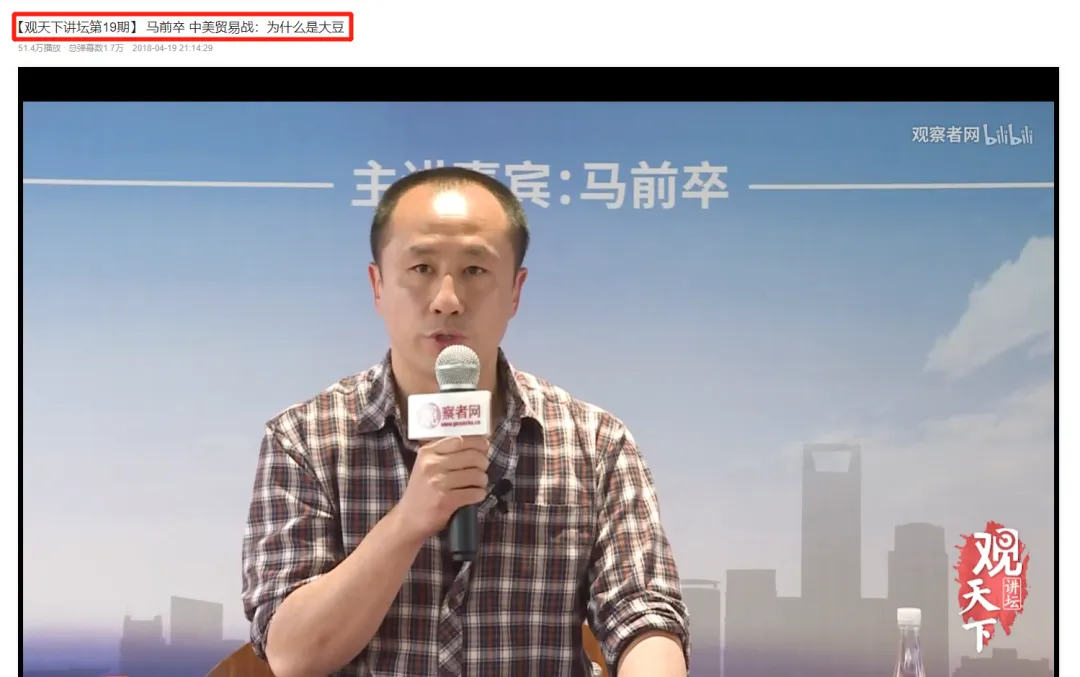 【观天下讲坛第19期】 马前卒 中美贸易战：为什么是大豆
51.4万播放 · 总弹幕数1.7万 2018-04-19 21:14:29
观察者网 bilibili
主讲嘉宾:马前卒
察者网
观天下
讲坛